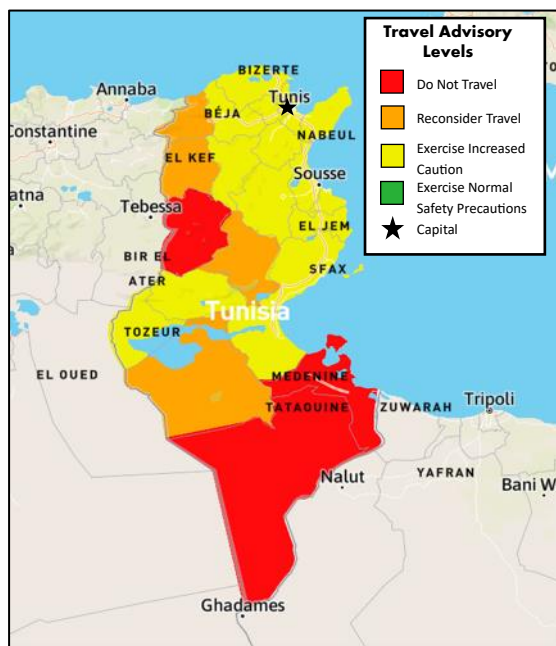 Travel Advisory
Levels
Do Not Travel
Reconsider Travel
Exercise Increased
Caution
Exercise Normal
Safety Precautions
Capital
BIZERTE
Annaba
Tunis
BÉJA
NABEUL
Constantine
EL KEF
Sousse
atna
Tebessa
EL JEM
BIR EL
ATER
SFAX
Tunisia
TOZEUR
EL OUED
MEDENINE
TATAOUINE
ZUWARAH
Tripoli
YAFRAN
Nalut
Bani W
Ghadames